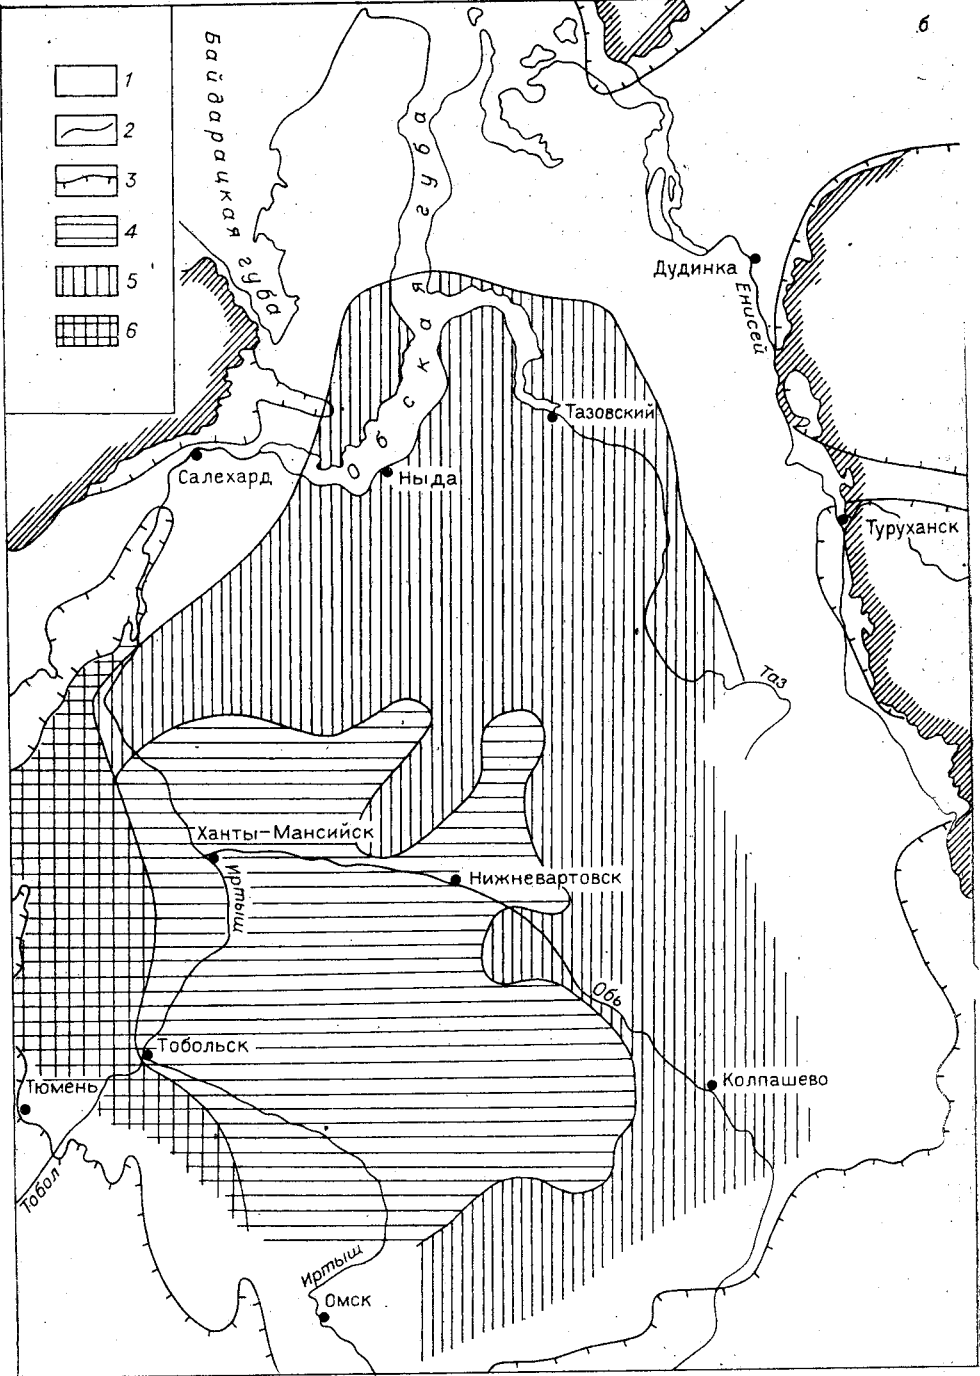 б
1
2
3
4
5
6
Байдарацкая губа
Обская губа
Дудинка
Енисей
Тазовский
Салехард
Ныда
Туруханск
Таз
Ханты-Мансийск
Иртыш
Нижневартовск
Обь
Тобольск
Тюмень
Колпашево
Тобол
Иртыш
Омск